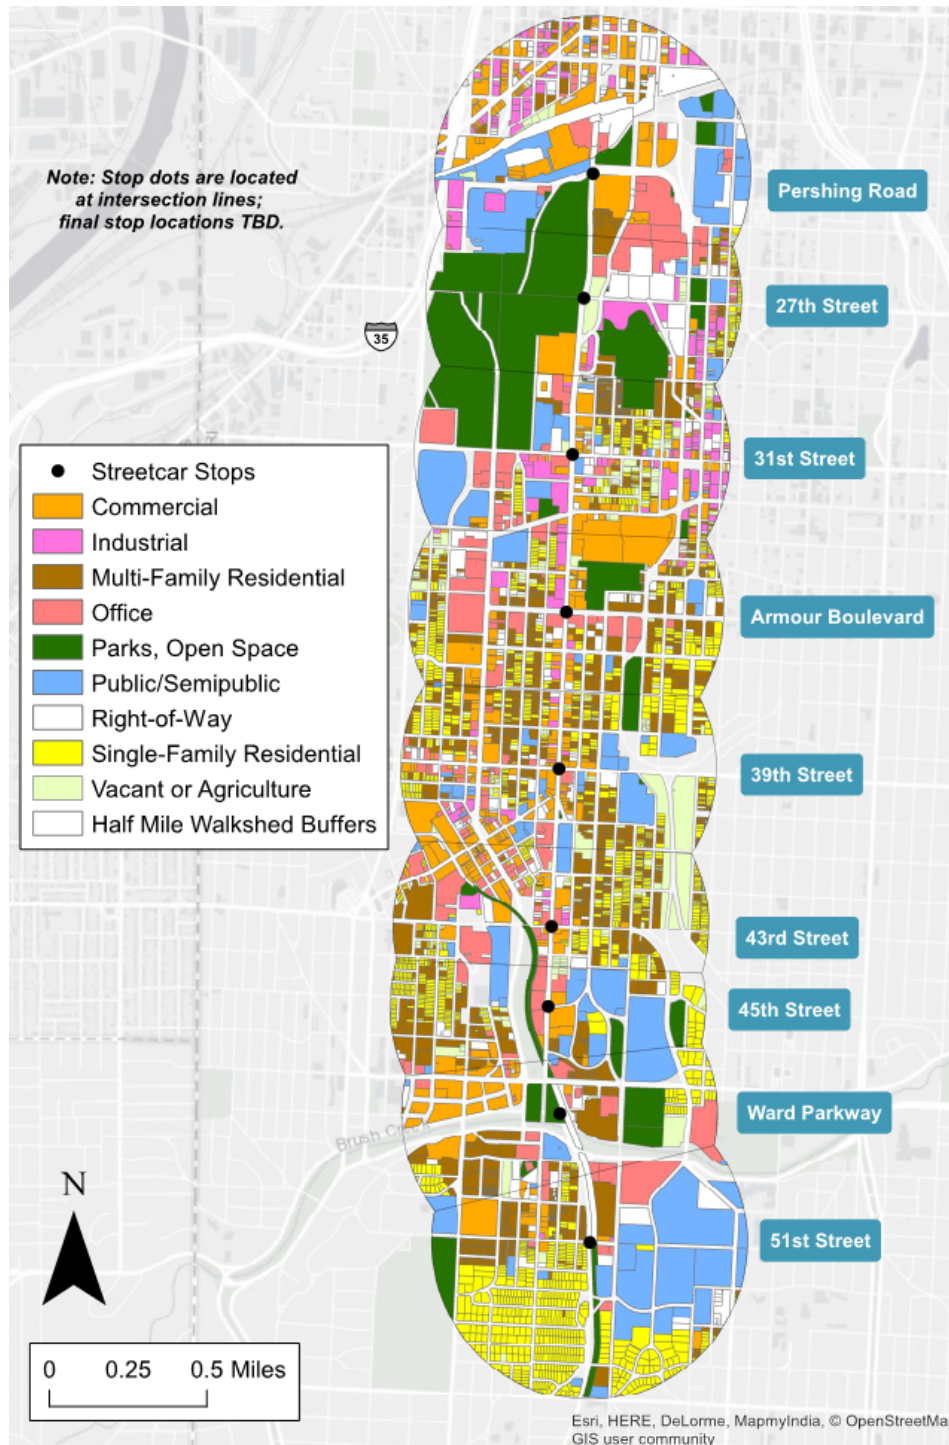 Note: Stop dots are located
at intersection lines;
final stop locations TBD.
Pershing Road
27th Street
35
31st Street
Streetcar Stops
Commercial
Industrial
Multi-Family Residential
Office
Parks, Open Space
Public/Semipublic
Right-of-Way
Single-Family Residential
Vacant or Agriculture
Half Mile Walkshed Buffers
Armour Boulevard
39th Street
43rd Street
45th Street
Ward Parkway
Brush Creek
51st Street
N
0 0.25 0.5 Miles
Esri, HERE, DeLorme, MapmyIndia, © OpenStreetMa
GIS user community